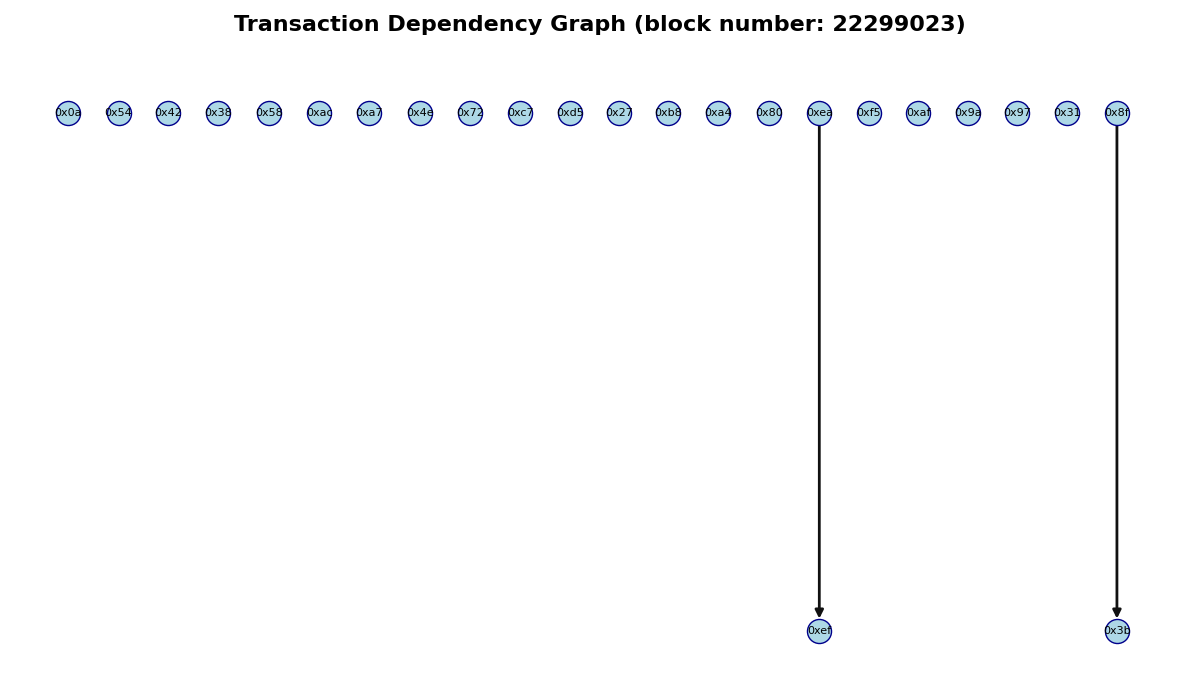 Transaction Dependency Graph (block number: 22299023)
0x0a 0x54 0x42 0x38 0x58 0xac 0xa7 0x4e 0x72 0xc7 0xd5 0x27 0xb8 0xa4 0x80 0xea 0xf5 0xaf 0x9a 0x97 0x31 0x8f
0xef 0x3b